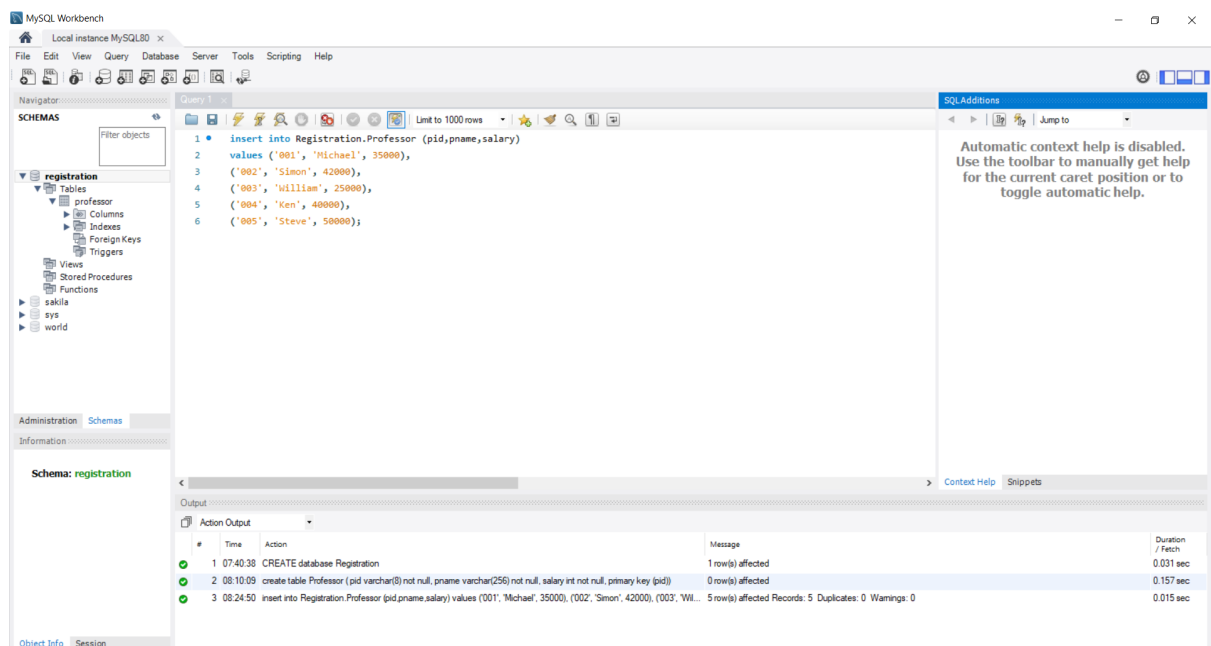 MySQL Workbench
Local instance MySQL80 ×
File Edit View Query Database Server Tools Scripting Help
Navigator
SCHEMAS
Filter objects
registration
Tables
professor
Columns
Indexes
Foreign Keys
Triggers
Views
Stored Procedures
Functions
sakila
sys
world
Administration Schemas
Information
Schema: registration
Object Info Session
Query 1 ×
Limit to 1000 rows
1 insert into Registration.Professor (pid,pname,salary)
2 values ('001', 'Michael', 35000),
3 ('002', 'Simon', 42000),
4 ('003', 'William', 25000),
5 ('004', 'Ken', 40000),
6 ('005', 'Steve', 50000);
SQLAdditions
Jump to
Automatic context help is disabled.
Use the toolbar to manually get help
for the current caret position or to
toggle automatic help.
Context Help Snippets
Output
Action Output
# Time Action Message Duration / Fetch
1 07:40:38 CREATE database Registration 1 row(s) affected 0.031 sec
2 08:10:09 create table Professor ( pid varchar(8) not null, pname varchar(256) not null, salary int not null, primary key (pid)) 0 row(s) affected 0.157 sec
3 08:24:50 insert into Registration.Professor (pid,pname,salary) values ('001', 'Michael', 35000), ('002', 'Simon', 42000), ('003', 'Wil... 5 row(s) affected Records: 5 Duplicates: 0 Warnings: 0 0.015 sec